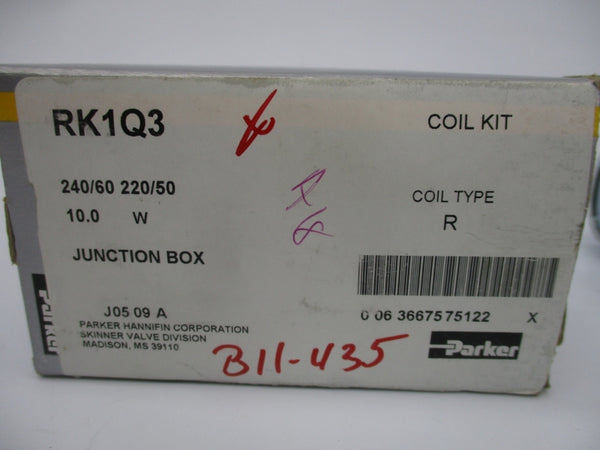 RK1Q3
COIL KIT
240/60 220/50
10.0 W
COIL TYPE
R
JUNCTION BOX
0 06 3667575122 X
J05 09 A
PARKER HANNIFIN CORPORATION
SKINNER VALVE DIVISION
MADISON, MS 39110
B11-435
Parker
Parker